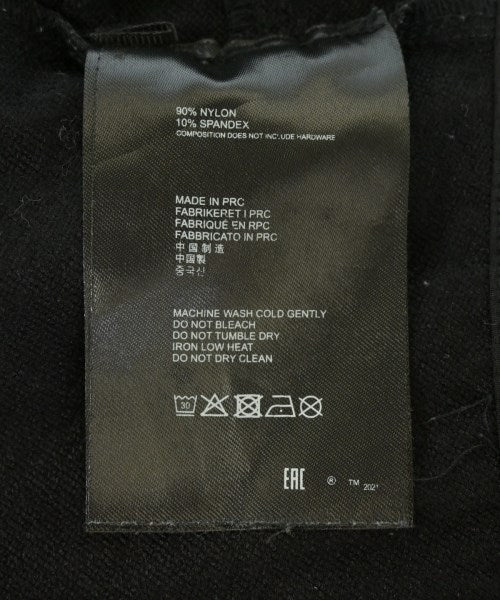 90% NYLON
10% SPANDEX
COMPOSITION DOES NOT INCLUDE HARDWARE
MADE IN PRC
FABRIKERET I PRC
FABRIQUÉ EN RPC
FABBRICATO IN PRC
中国制造
中國製
중국산
MACHINE WASH COLD GENTLY
DO NOT BLEACH
DO NOT TUMBLE DRY
IRON LOW HEAT
DO NOT DRY CLEAN
30
EAC ® ™